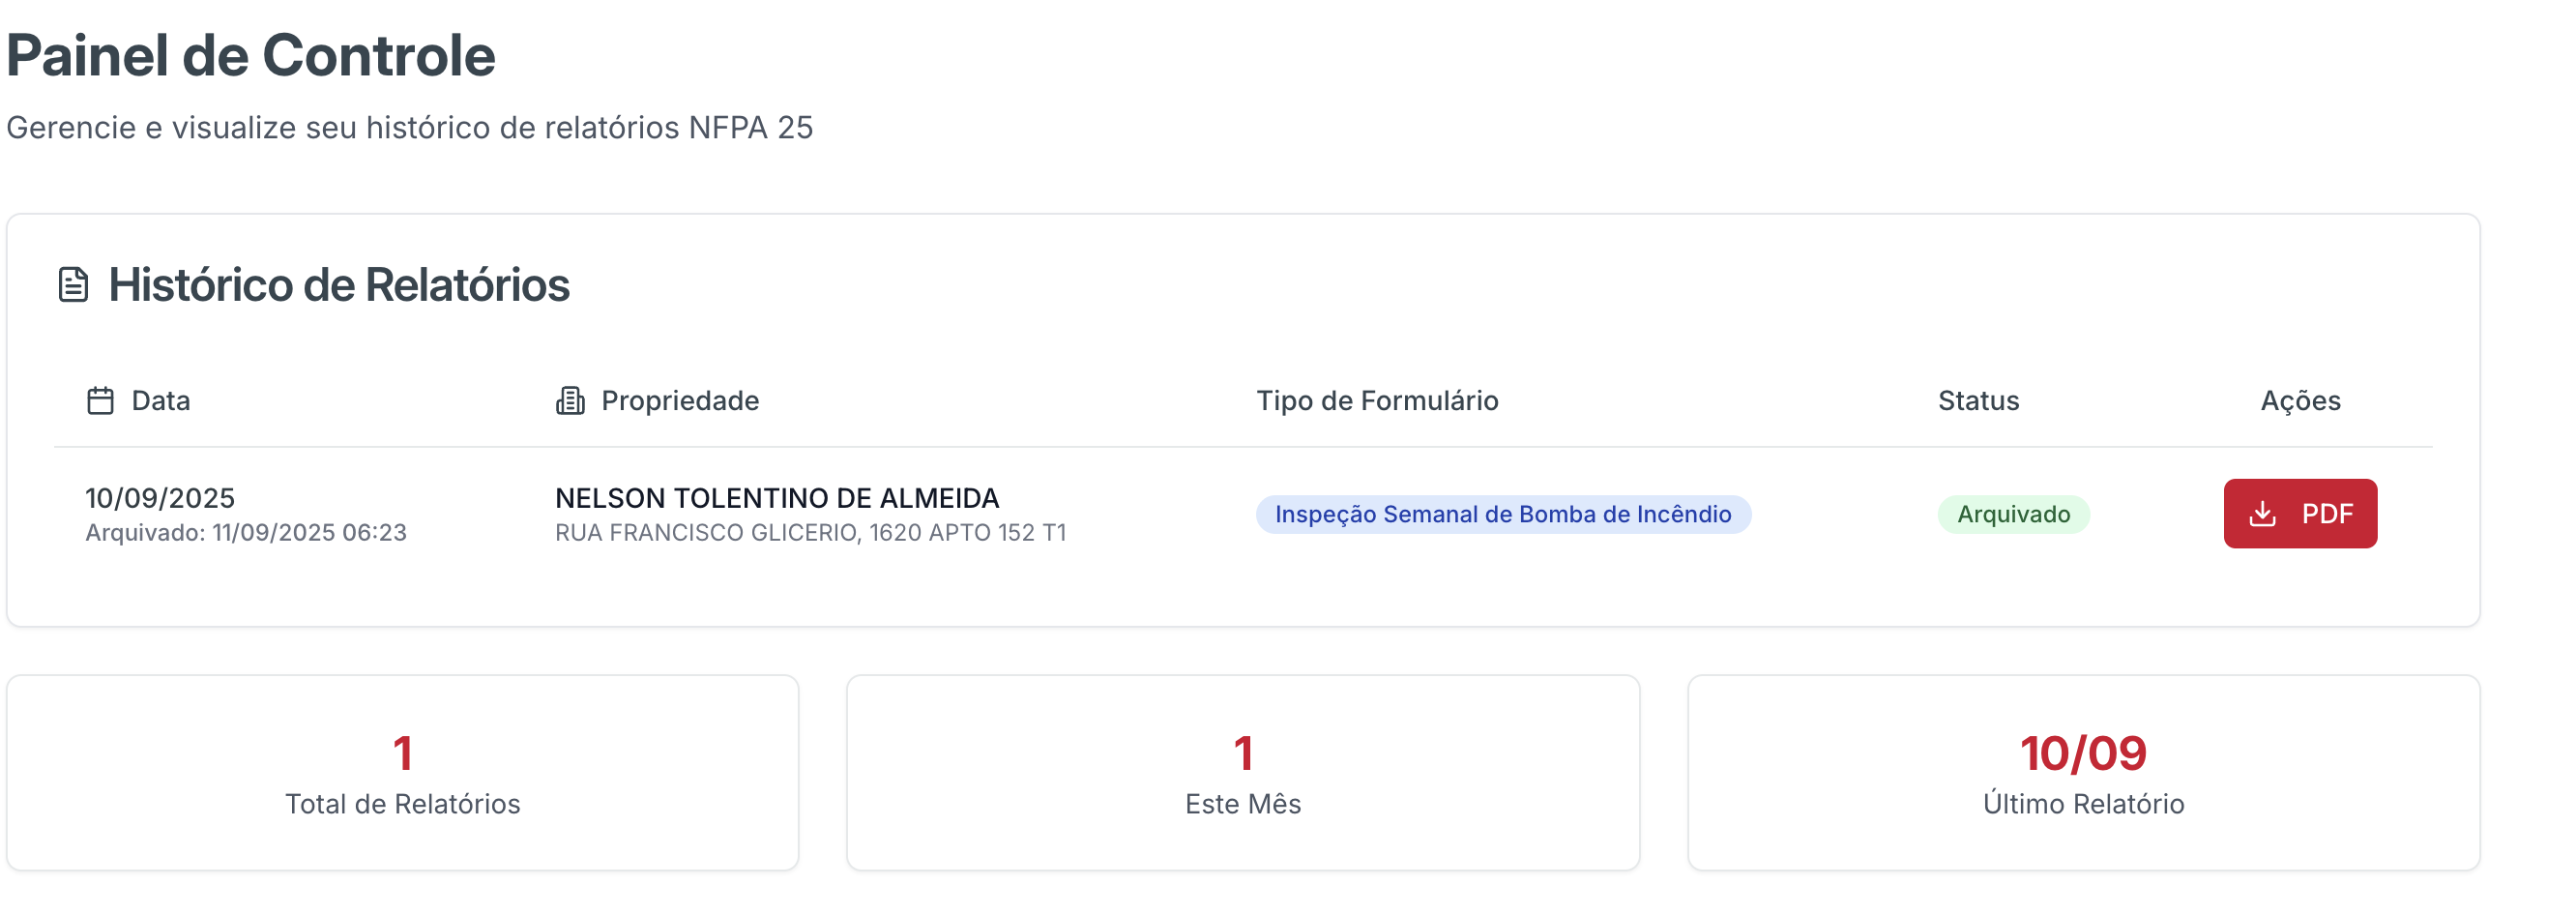 Painel de Controle
Gerencie e visualize seu histórico de relatórios NFPA 25
Histórico de Relatórios
Data Propriedade Tipo de Formulário Status Ações
10/09/2025 NELSON TOLENTINO DE ALMEIDA Inspeção Semanal de Bomba de Incêndio Arquivado PDF
Arquivado: 11/09/2025 06:23 RUA FRANCISCO GLICERIO, 1620 APTO 152 T1
1 1 10/09
Total de Relatórios Este Mês Último Relatório